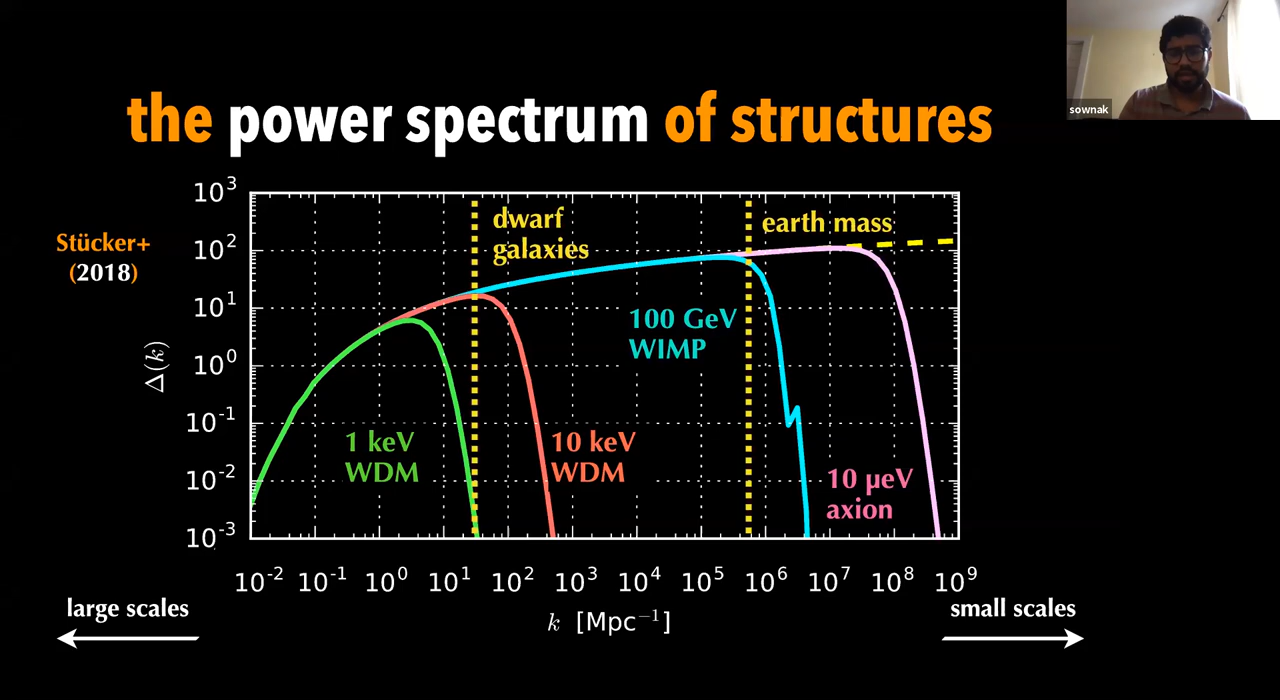 sownak
the power spectrum of structures
Stücker+
(2018)
10³
10²
10¹
10⁰
10⁻¹
10⁻²
10⁻³
Δ(k)
dwarf
galaxies
earth mass
100 GeV
WIMP
1 keV
WDM
10 keV
WDM
10 µeV
axion
10⁻² 10⁻¹ 10⁰ 10¹ 10² 10³ 10⁴ 10⁵ 10⁶ 10⁷ 10⁸ 10⁹
k [Mpc⁻¹]
large scales
small scales